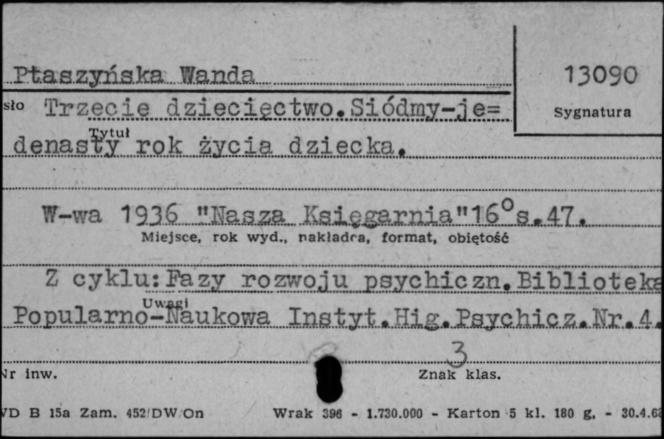 Ptaszyńska Wanda
13090
Sygnatura
sło Trzecie dziecięctwo.Siódmy-je=
Tytuł
denasty rok życia dziecka.
W-wa 1936 "Nasza Księgarnia"16° s.47.
Miejsce, rok wyd., nakładca, format, objętość
Z cyklu:Fazy rozwoju psychiczn.Biblioteka
Uwagi
Popularno-Naukowa Instyt.Hig.Psychicz.Nr.4.
3
Nr inw.
Znak klas.
WD B 15a Zam. 452/DW/On
Wrak 396 - 1.730.000 - Karton 5 kl. 180 g. - 30.4.6